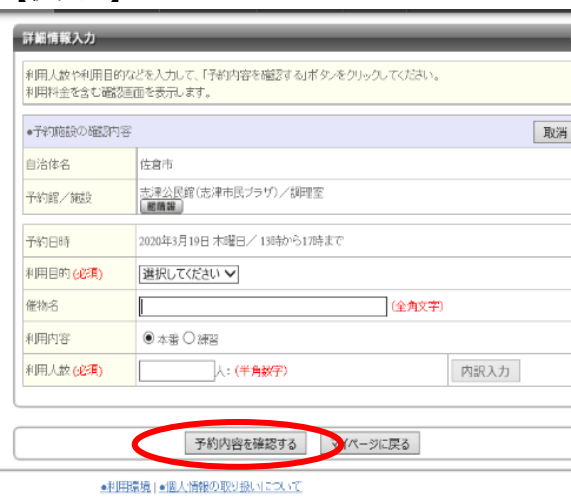 詳細情報入力
利用人数や利用目的などを入力して、「予約内容を確認する」ボタンをクリックしてください。
利用料金を含む確認画面を表示します。
●予約施設の確認内容 取消
自治体名 佐倉市
予約館／施設 志津公民館(志津市民プラザ)／調理室
館情報
予約日時 2020年3月19日 木曜日／ 13時から17時まで
利用目的(必須) 選択してください
催物名 (全角文字)
利用内容 本番 練習
利用人数(必須) 人: (半角数字) 内訳入力
予約内容を確認する マイページに戻る
●利用環境 | ●個人情報の取り扱いについて